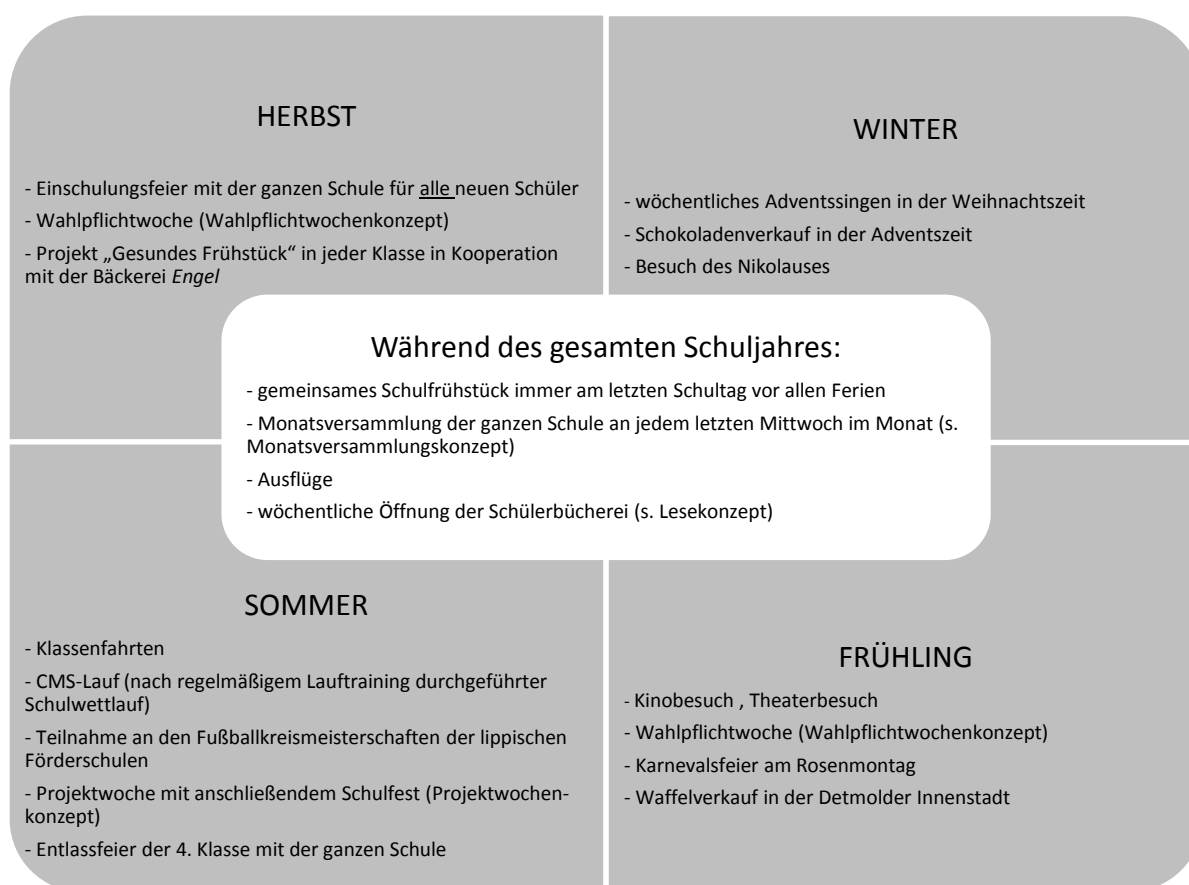 HERBST
- Einschulungsfeier mit der ganzen Schule für alle neuen Schüler
- Wahlpflichtwoche (Wahlpflichtwochenkonzept)
- Projekt „Gesundes Frühstück“ in jeder Klasse in Kooperation
mit der Bäckerei Engel
WINTER
- wöchentliches Adventssingen in der Weihnachtszeit
- Schokoladenverkauf in der Adventszeit
- Besuch des Nikolauses
Während des gesamten Schuljahres:
- gemeinsames Schulfrühstück immer am letzten Schultag vor allen Ferien
- Monatsversammlung der ganzen Schule an jedem letzten Mittwoch im Monat (s.
Monatsversammlungskonzept)
- Ausflüge
- wöchentliche Öffnung der Schülerbücherei (s. Lesekonzept)
SOMMER
- Klassenfahrten
- CMS-Lauf (nach regelmäßigem Lauftraining durchgeführter
Schulwettlauf)
- Teilnahme an den Fußballkreismeisterschaften der lippischen
Förderschulen
- Projektwoche mit anschließendem Schulfest (Projektwochen-
konzept)
- Entlassfeier der 4. Klasse mit der ganzen Schule
FRÜHLING
- Kinobesuch , Theaterbesuch
- Wahlpflichtwoche (Wahlpflichtwochenkonzept)
- Karnevalsfeier am Rosenmontag
- Waffelverkauf in der Detmolder Innenstadt